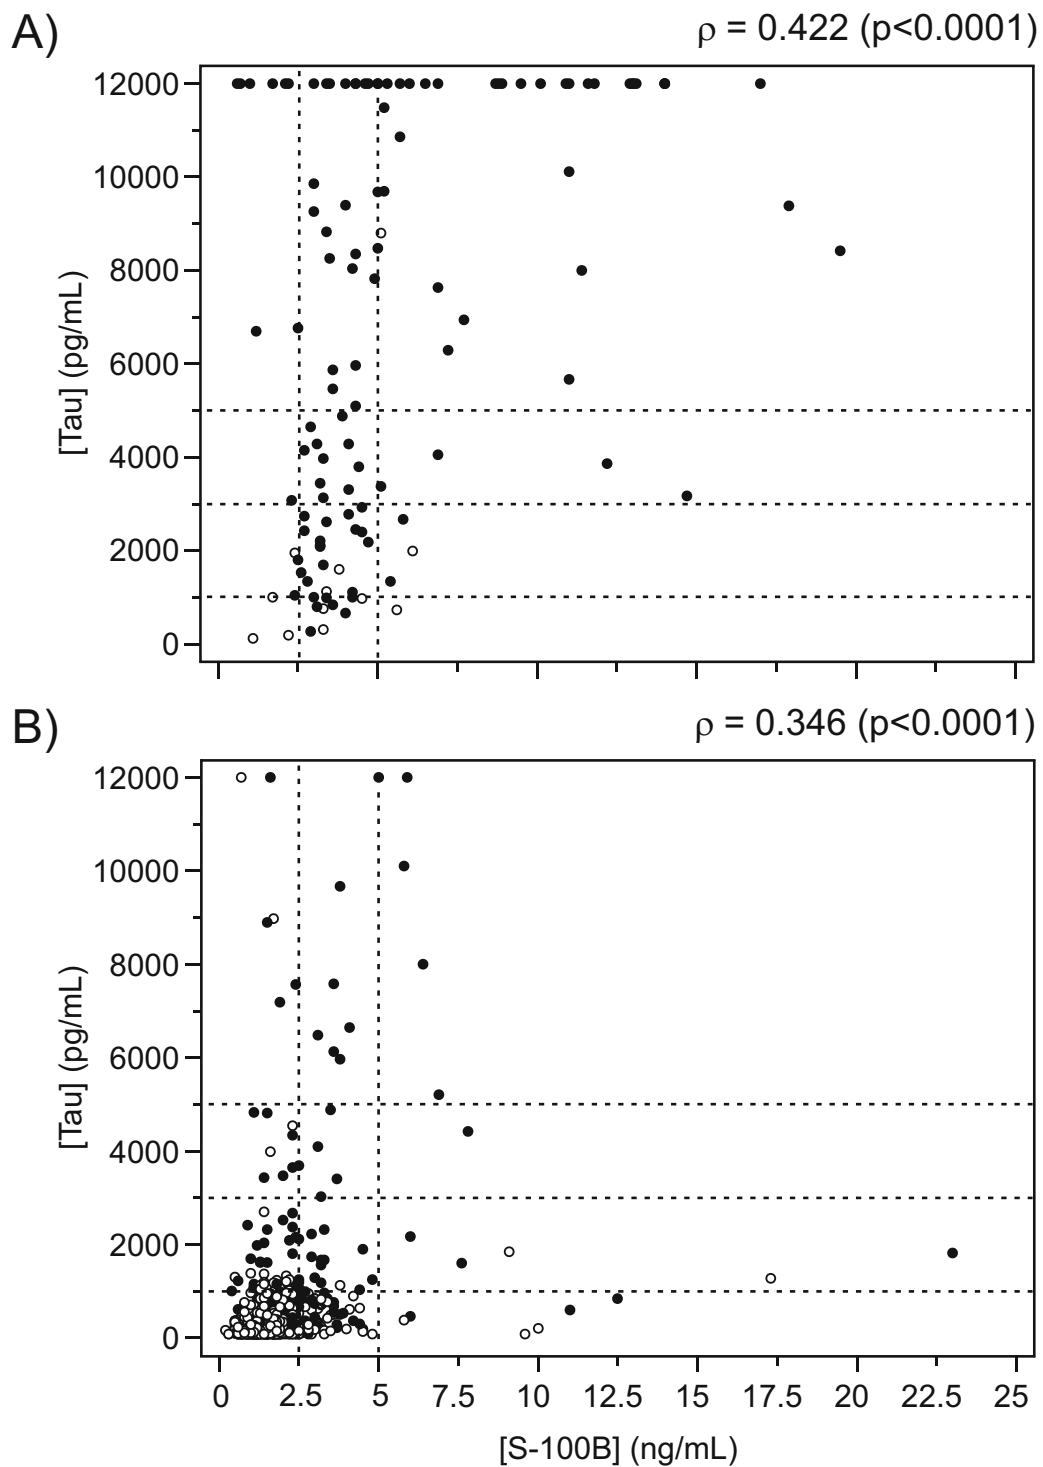 A)
ρ = 0.422 (p<0.0001)
12000
10000
8000
6000
4000
2000
0
[Tau] (pg/mL)
B)
ρ = 0.346 (p<0.0001)
12000
10000
8000
6000
4000
2000
0
[Tau] (pg/mL)
0 2.5 5 7.5 10 12.5 15 17.5 20 22.5 25
[S-100B] (ng/mL)